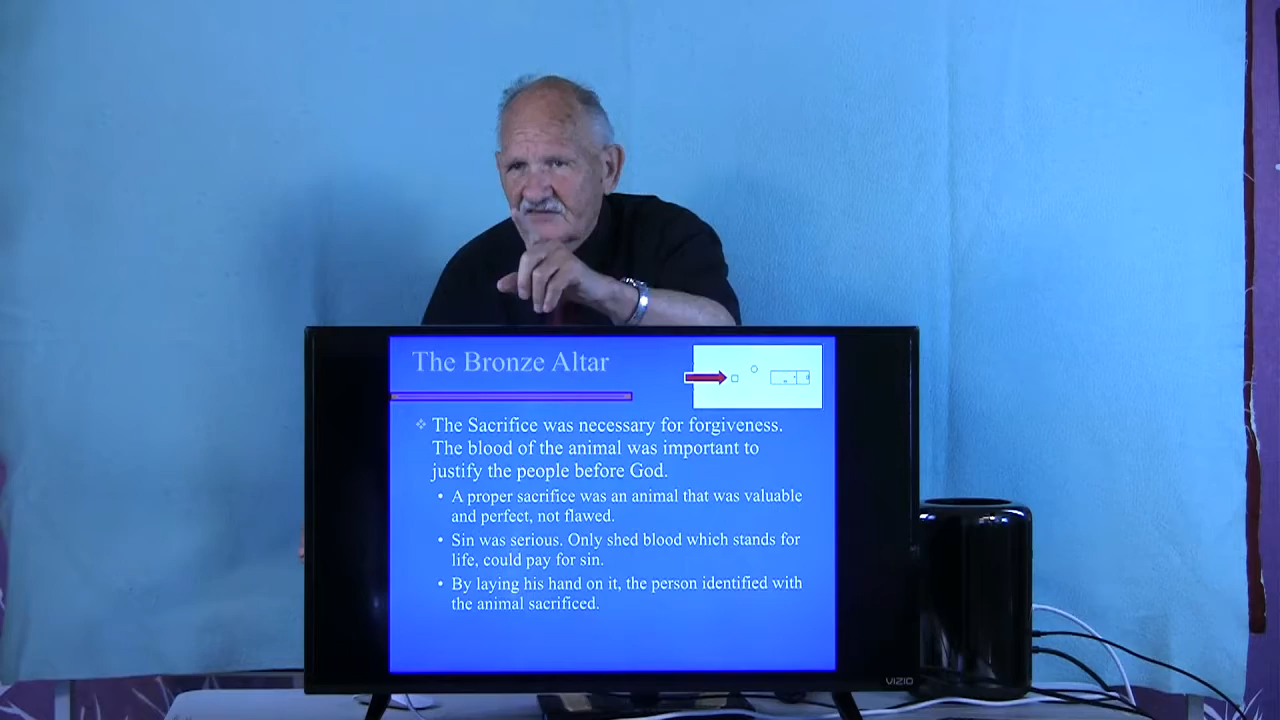 The Bronze Altar
The Sacrifice was necessary for forgiveness.
The blood of the animal was important to
justify the people before God.
• A proper sacrifice was an animal that was valuable
and perfect, not flawed.
• Sin was serious. Only shed blood which stands for
life, could pay for sin.
• By laying his hand on it, the person identified with
the animal sacrificed.
VIZIO